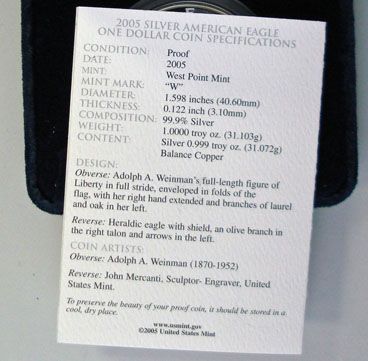 2005 SILVER AMERICAN EAGLE
ONE DOLLAR COIN SPECIFICATIONS
CONDITION: Proof
DATE: 2005
MINT: West Point Mint
MINT MARK: "W"
DIAMETER: 1.598 inches (40.60mm)
THICKNESS: 0.122 inch (3.10mm)
COMPOSITION: 99.9% Silver
WEIGHT: 1.0000 troy oz. (31.103g)
CONTENT: Silver 0.999 troy oz. (31.072g)
Balance Copper
DESIGN:
Obverse: Adolph A. Weinman's full-length figure of
Liberty in full stride, enveloped in folds of the
flag, with her right hand extended and branches of laurel
and oak in her left.
Reverse: Heraldic eagle with shield, an olive branch in
the right talon and arrows in the left.
COIN ARTISTS:
Obverse: Adolph A. Weinman (1870-1952)
Reverse: John Mercanti, Sculptor- Engraver, United
States Mint.
To preserve the beauty of your proof coin, it should be stored in a
cool, dry place.
www.usmint.gov
©2005 United States Mint